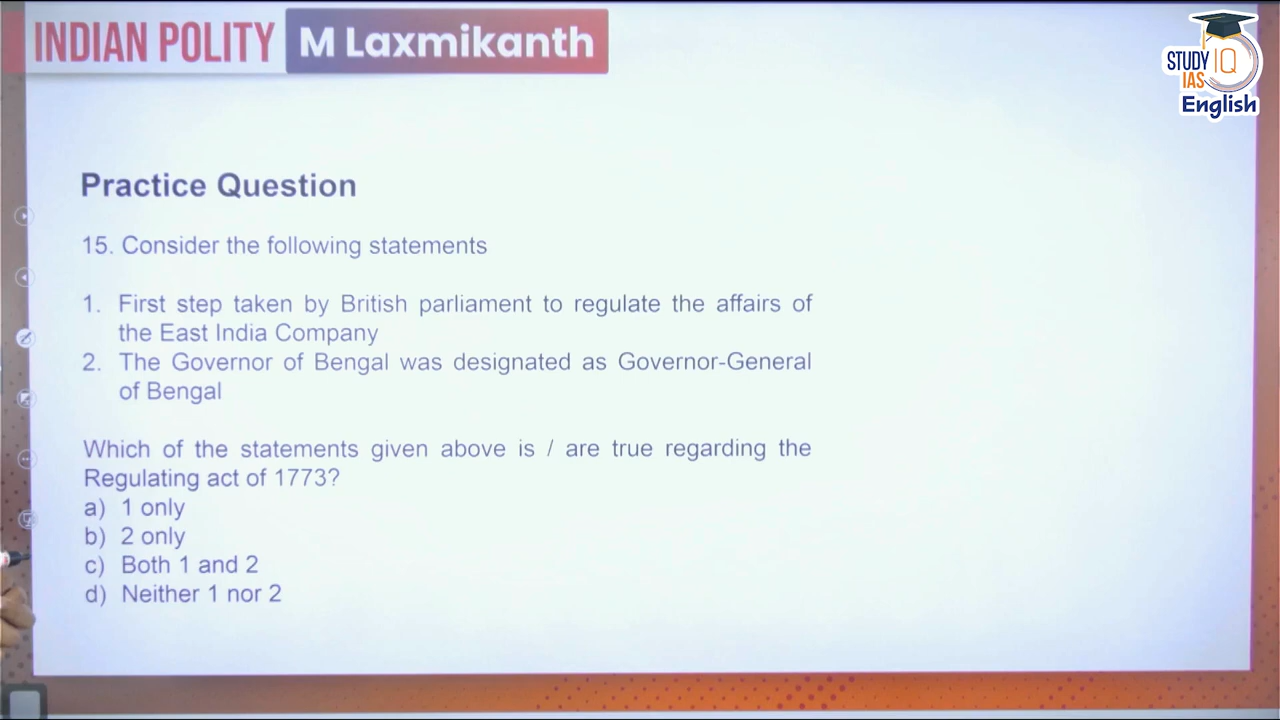 INDIAN POLITY M Laxmikanth
STUDY IQ
IAS
English
Practice Question
15. Consider the following statements
1. First step taken by British parliament to regulate the affairs of
the East India Company
2. The Governor of Bengal was designated as Governor-General
of Bengal
Which of the statements given above is / are true regarding the
Regulating act of 1773?
a) 1 only
b) 2 only
c) Both 1 and 2
d) Neither 1 nor 2